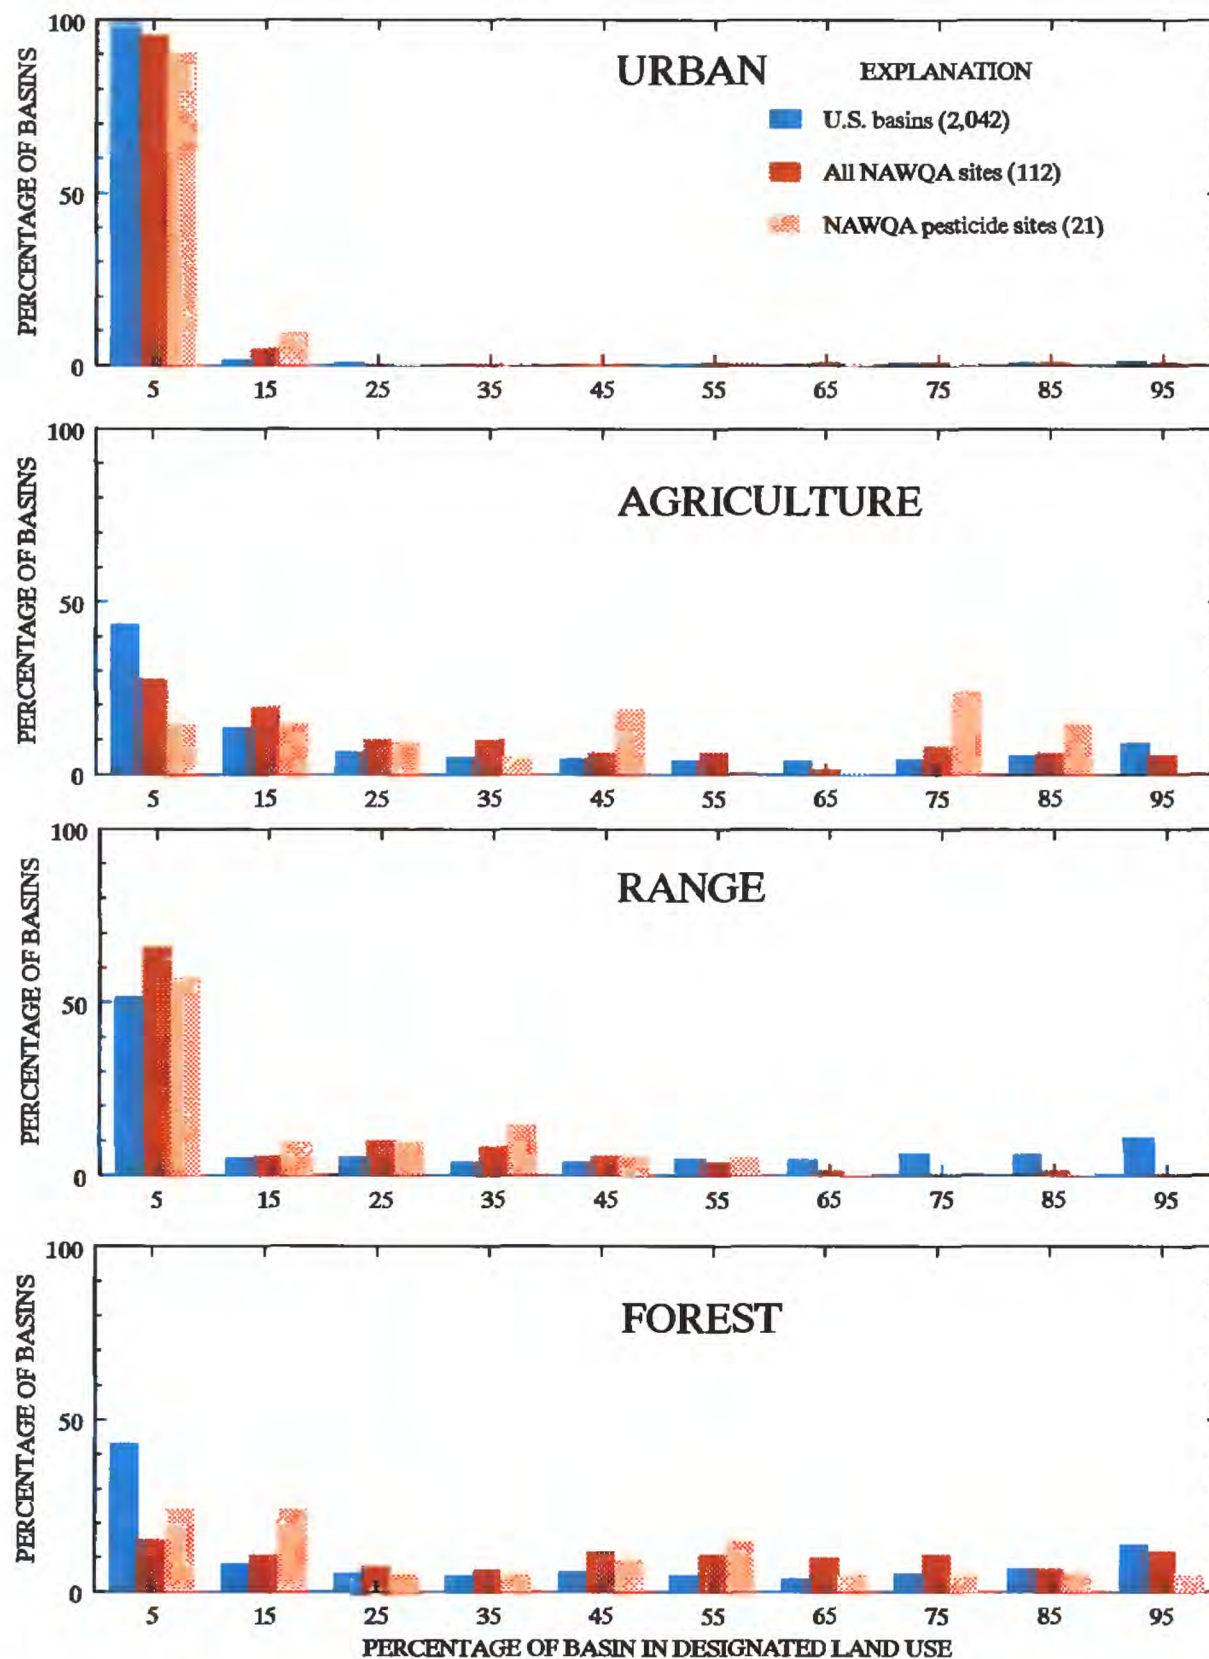 100
URBAN
EXPLANATION
U.S. basins (2,042)
All NAWQA sites (112)
NAWQA pesticide sites (21)
PERCENTAGE OF BASINS
50
0
5 15 25 35 45 55 65 75 85 95
100
AGRICULTURE
PERCENTAGE OF BASINS
50
0
5 15 25 35 45 55 65 75 85 95
100
RANGE
PERCENTAGE OF BASINS
50
0
5 15 25 35 45 55 65 75 85 95
100
FOREST
PERCENTAGE OF BASINS
50
0
5 15 25 35 45 55 65 75 85 95
PERCENTAGE OF BASIN IN DESIGNATED LAND USE